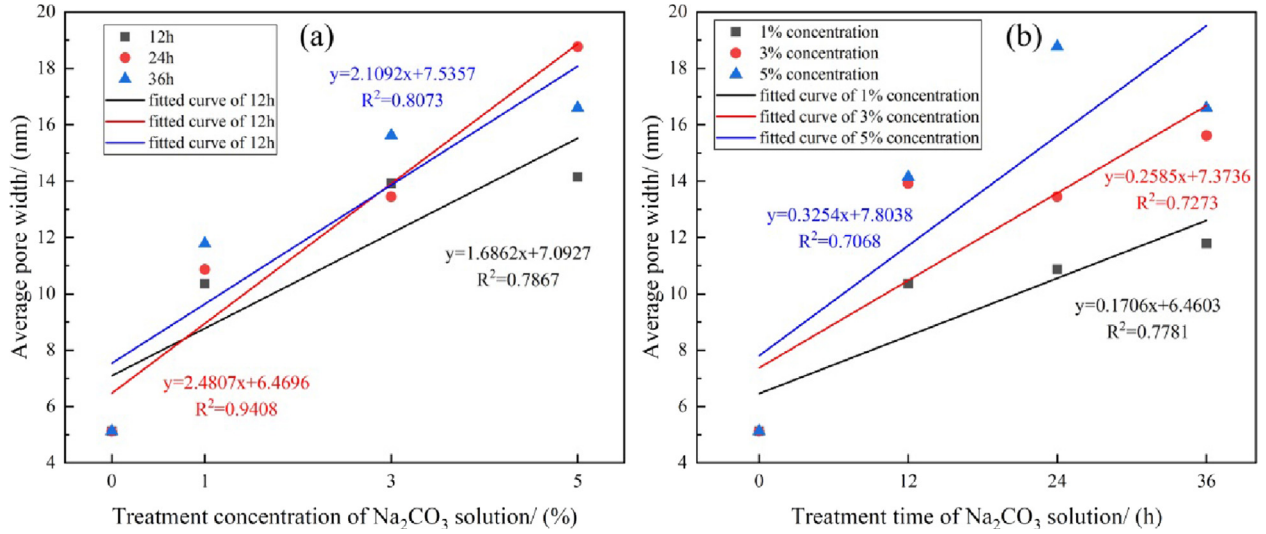 (a)
12h
24h
36h
fitted curve of 12h
fitted curve of 12h
fitted curve of 12h
y=2.1092x+7.5357
R²=0.8073
y=1.6862x+7.0927
R²=0.7867
y=2.4807x+6.4696
R²=0.9408
20
18
16
14
12
10
8
6
4
0
1
3
5
Average pore width/ (nm)
Treatment concentration of Na₂CO₃ solution/ (%)
(b)
1% concentration
3% concentration
5% concentration
fitted curve of 1% concentration
fitted curve of 3% concentration
fitted curve of 5% concentration
y=0.2585x+7.3736
R²=0.7273
y=0.3254x+7.8038
R²=0.7068
y=0.1706x+6.4603
R²=0.7781
20
18
16
14
12
10
8
6
4
0
12
24
36
Average pore width/ (nm)
Treatment time of Na₂CO₃ solution/ (h)